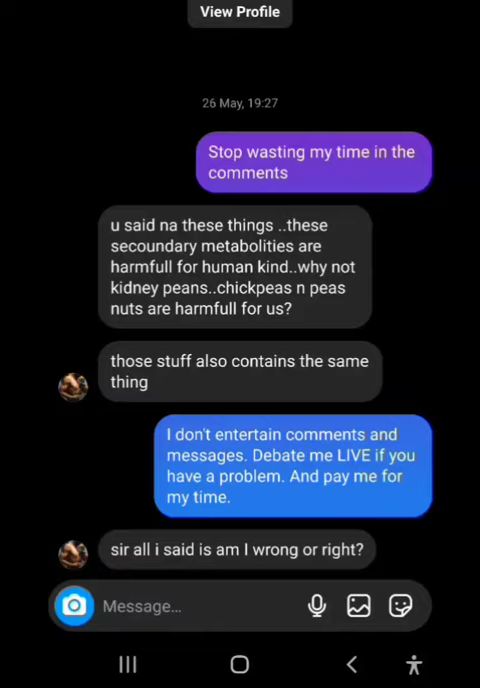 View Profile
26 May, 19:27
Stop wasting my time in the
comments
u said na these things ..these
secoundary metabolities are
harmfull for human kind..why not
kidney peans..chickpeas n peas
nuts are harmfull for us?
those stuff also contains the same
thing
I don't entertain comments and
messages. Debate me LIVE if you
have a problem. And pay me for
my time.
sir all i said is am I wrong or right?
Message...